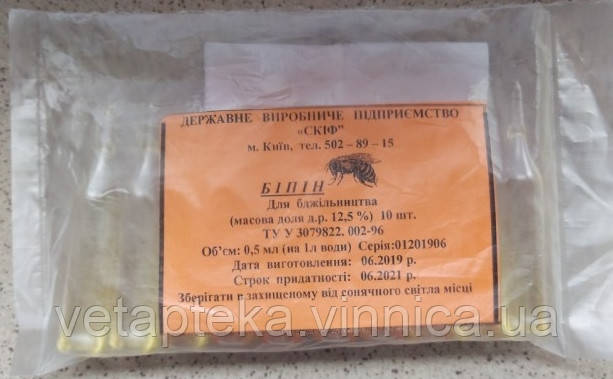 ДЕРЖАВНЕ ВИРОБНИЧЕ ПІДПРИЄМСТВО
«СКІФ"
м. Київ, тел. 502 – 89 – 15
БІПІН
Для бджільництва
(масова доля д.р. 12,5 %) 10 шт.
ТУ У 3079822. 002-96
Об'єм: 0,5 мл (на 1л води) Серія:01201906
Дата виготовлення: 06.2019 р.
Строк придатності: 06.2021 р.
Зберігати в захищеному від сонячного світла місці
vetapteka.vinnica.ua